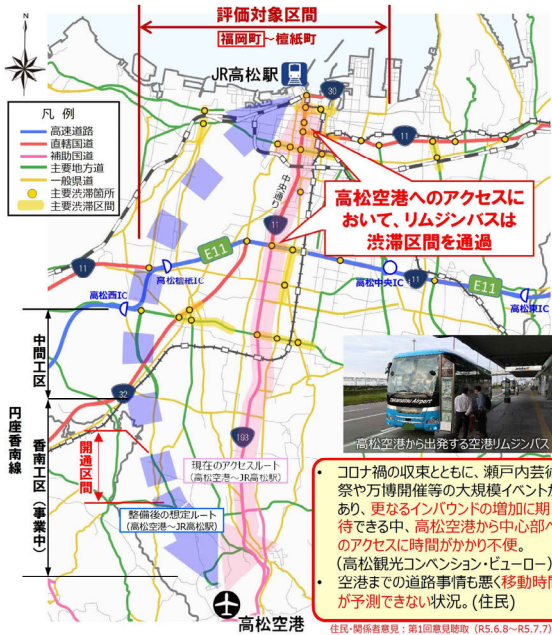 評価対象区間
福岡町～檀紙町
JR高松駅
30
11
凡 例
高速道路
直轄国道
補助国道
主要地方道
一般県道
主要渋滞箇所
主要渋滞区間
11
中央通り
高松空港へのアクセスに
おいて、リムジンバスは
渋滞区間を通過
11
E11
11
高松檀紙IC
高松西IC
高松中央IC
11
E11
高松東IC
中間工区
円座香南線
香南工区(事業中)
開通区間
32
193
現在のアクセスルート
(高松空港～JR高松駅)
整備後の想定ルート
(高松空港～JR高松駅)
高松空港
Takamatsu Airport
高松空港から出発する空港リムジンバス
• コロナ禍の収束とともに、瀬戸内芸術
祭や万博開催等の大規模イベントが
あり、更なるインバウンドの増加に期
待できる中、高松空港から中心部へ
のアクセスに時間がかかり不便。
(高松観光コンベンション・ビューロー)
• 空港までの道路事情も悪く移動時間
が予測できない状況。(住民)
住民・関係者意見：第1回意見聴取（R5.6.8～R5.7.7)